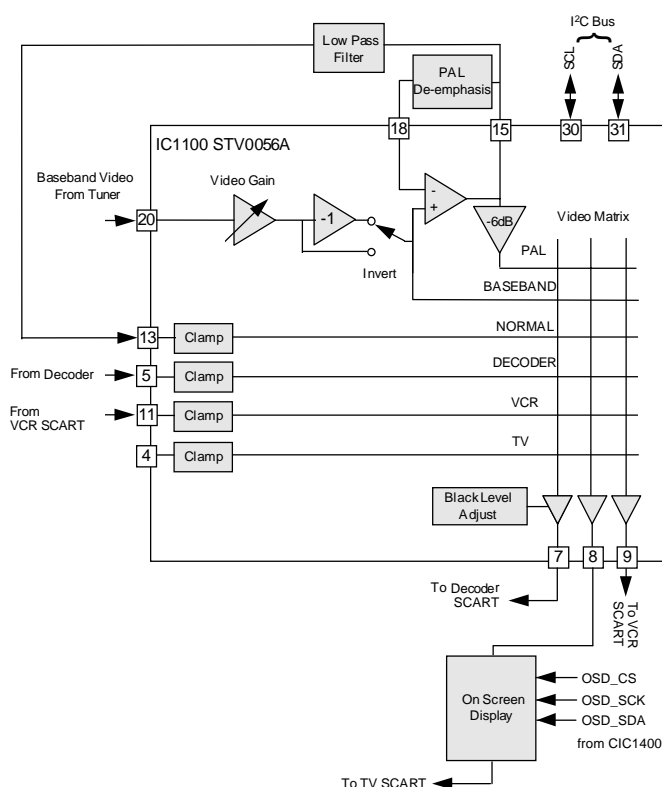 I²C Bus
Low Pass
Filter
SCL
SDA
PAL
De-emphasis
18
15
30
31
IC1100 STV0056A
Baseband Video
From Tuner
Video Gain
20
-1
-
+
-6dB
Video Matrix
Invert
PAL
BASEBAND
13
Clamp
NORMAL
From Decoder
5
Clamp
DECODER
From
VCR SCART
11
Clamp
VCR
4
Clamp
TV
Black Level
Adjust
7
8
9
To Decoder
SCART
To VCR
SCART
On Screen
Display
OSD_CS
OSD_SCK
OSD_SDA
from CIC1400
To TV SCART